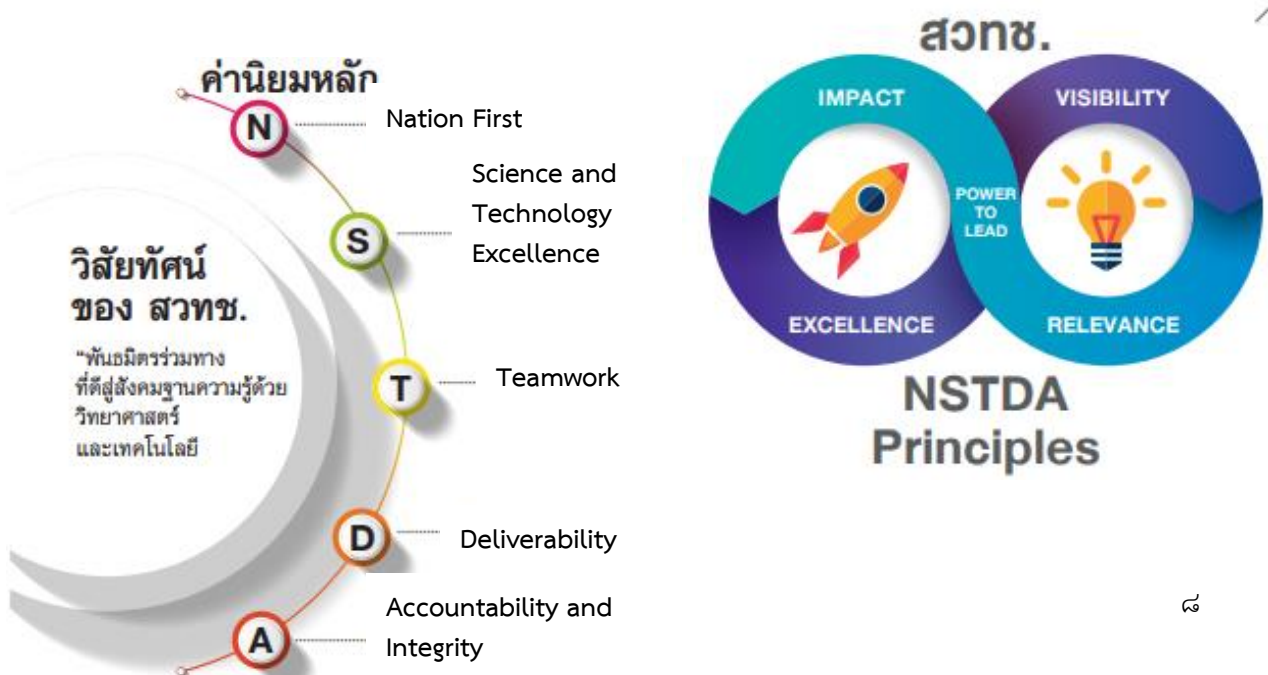 ค่านิยมหลัก
N
Nation First
S
Science and
Technology
Excellence
วิสัยทัศน์
ของ สวทช.
"พันธมิตรร่วมทาง
ที่ดีสู่สังคมฐานความรู้ด้วย
วิทยาศาสตร์
และเทคโนโลยี
T
Teamwork
D
Deliverability
A
Accountability and
Integrity
สวทช.
IMPACT
VISIBILITY
POWER
TO
LEAD
EXCELLENCE
RELEVANCE
NSTDA
Principles
๘